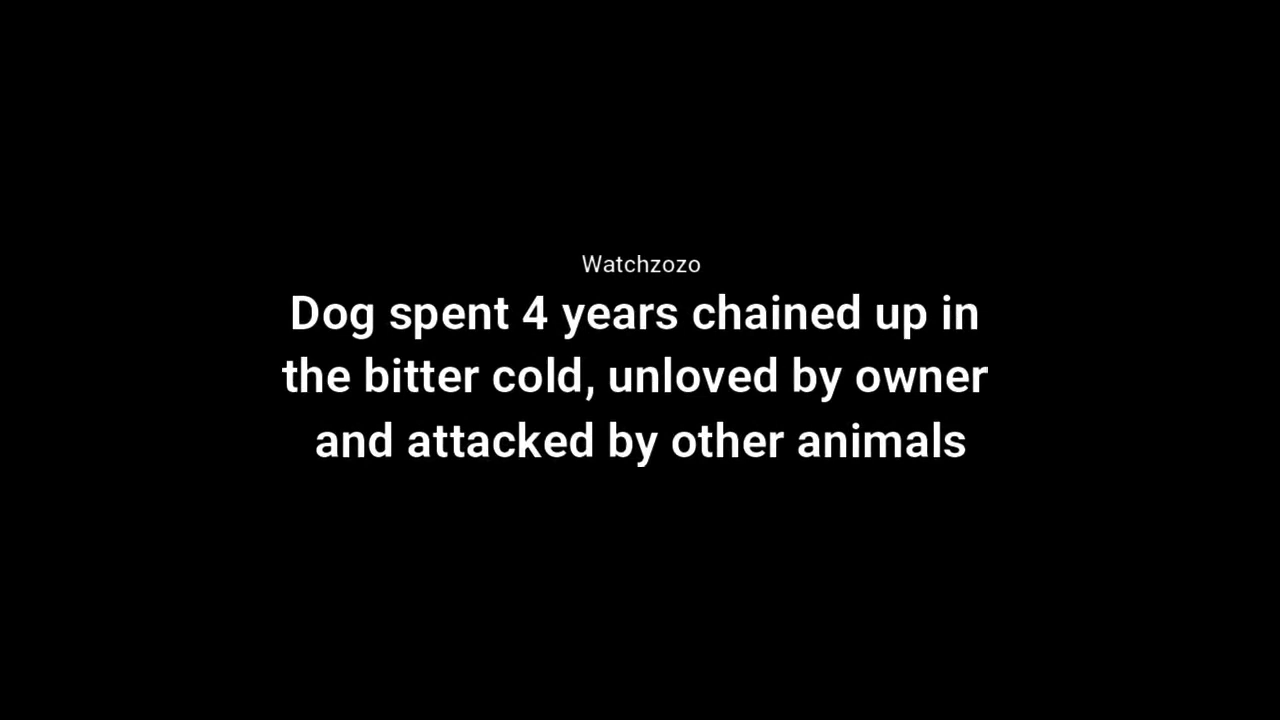 Watchzozo
Dog spent 4 years chained up in
the bitter cold, unloved by owner
and attacked by other animals